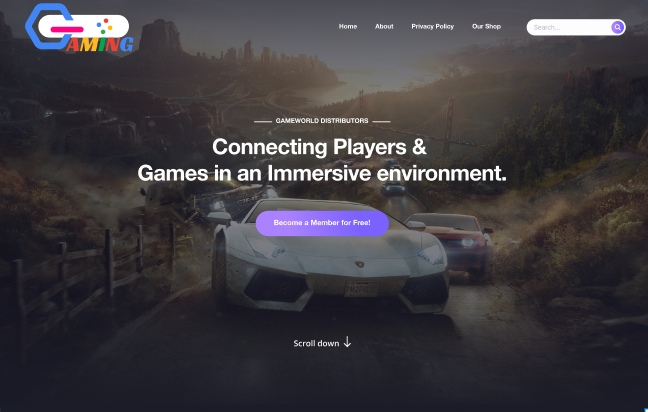 GAMING
Home About Privacy Policy Our Shop Search...
GAMEWORLD DISTRIBUTORS
Connecting Players &
Games in an Immersive environment.
Become a Member for Free!
Scroll down